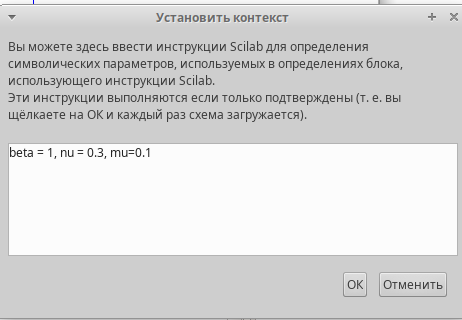 Установить контекст
Вы можете здесь ввести инструкции Scilab для определения
символических параметров, используемых в определениях блока,
использующего инструкции Scilab.
Эти инструкции выполняются если только подтверждены (т. е. вы
щёлкаете на ОК и каждый раз схема загружается).
beta = 1, nu = 0.3, mu=0.1
ОК Отменить